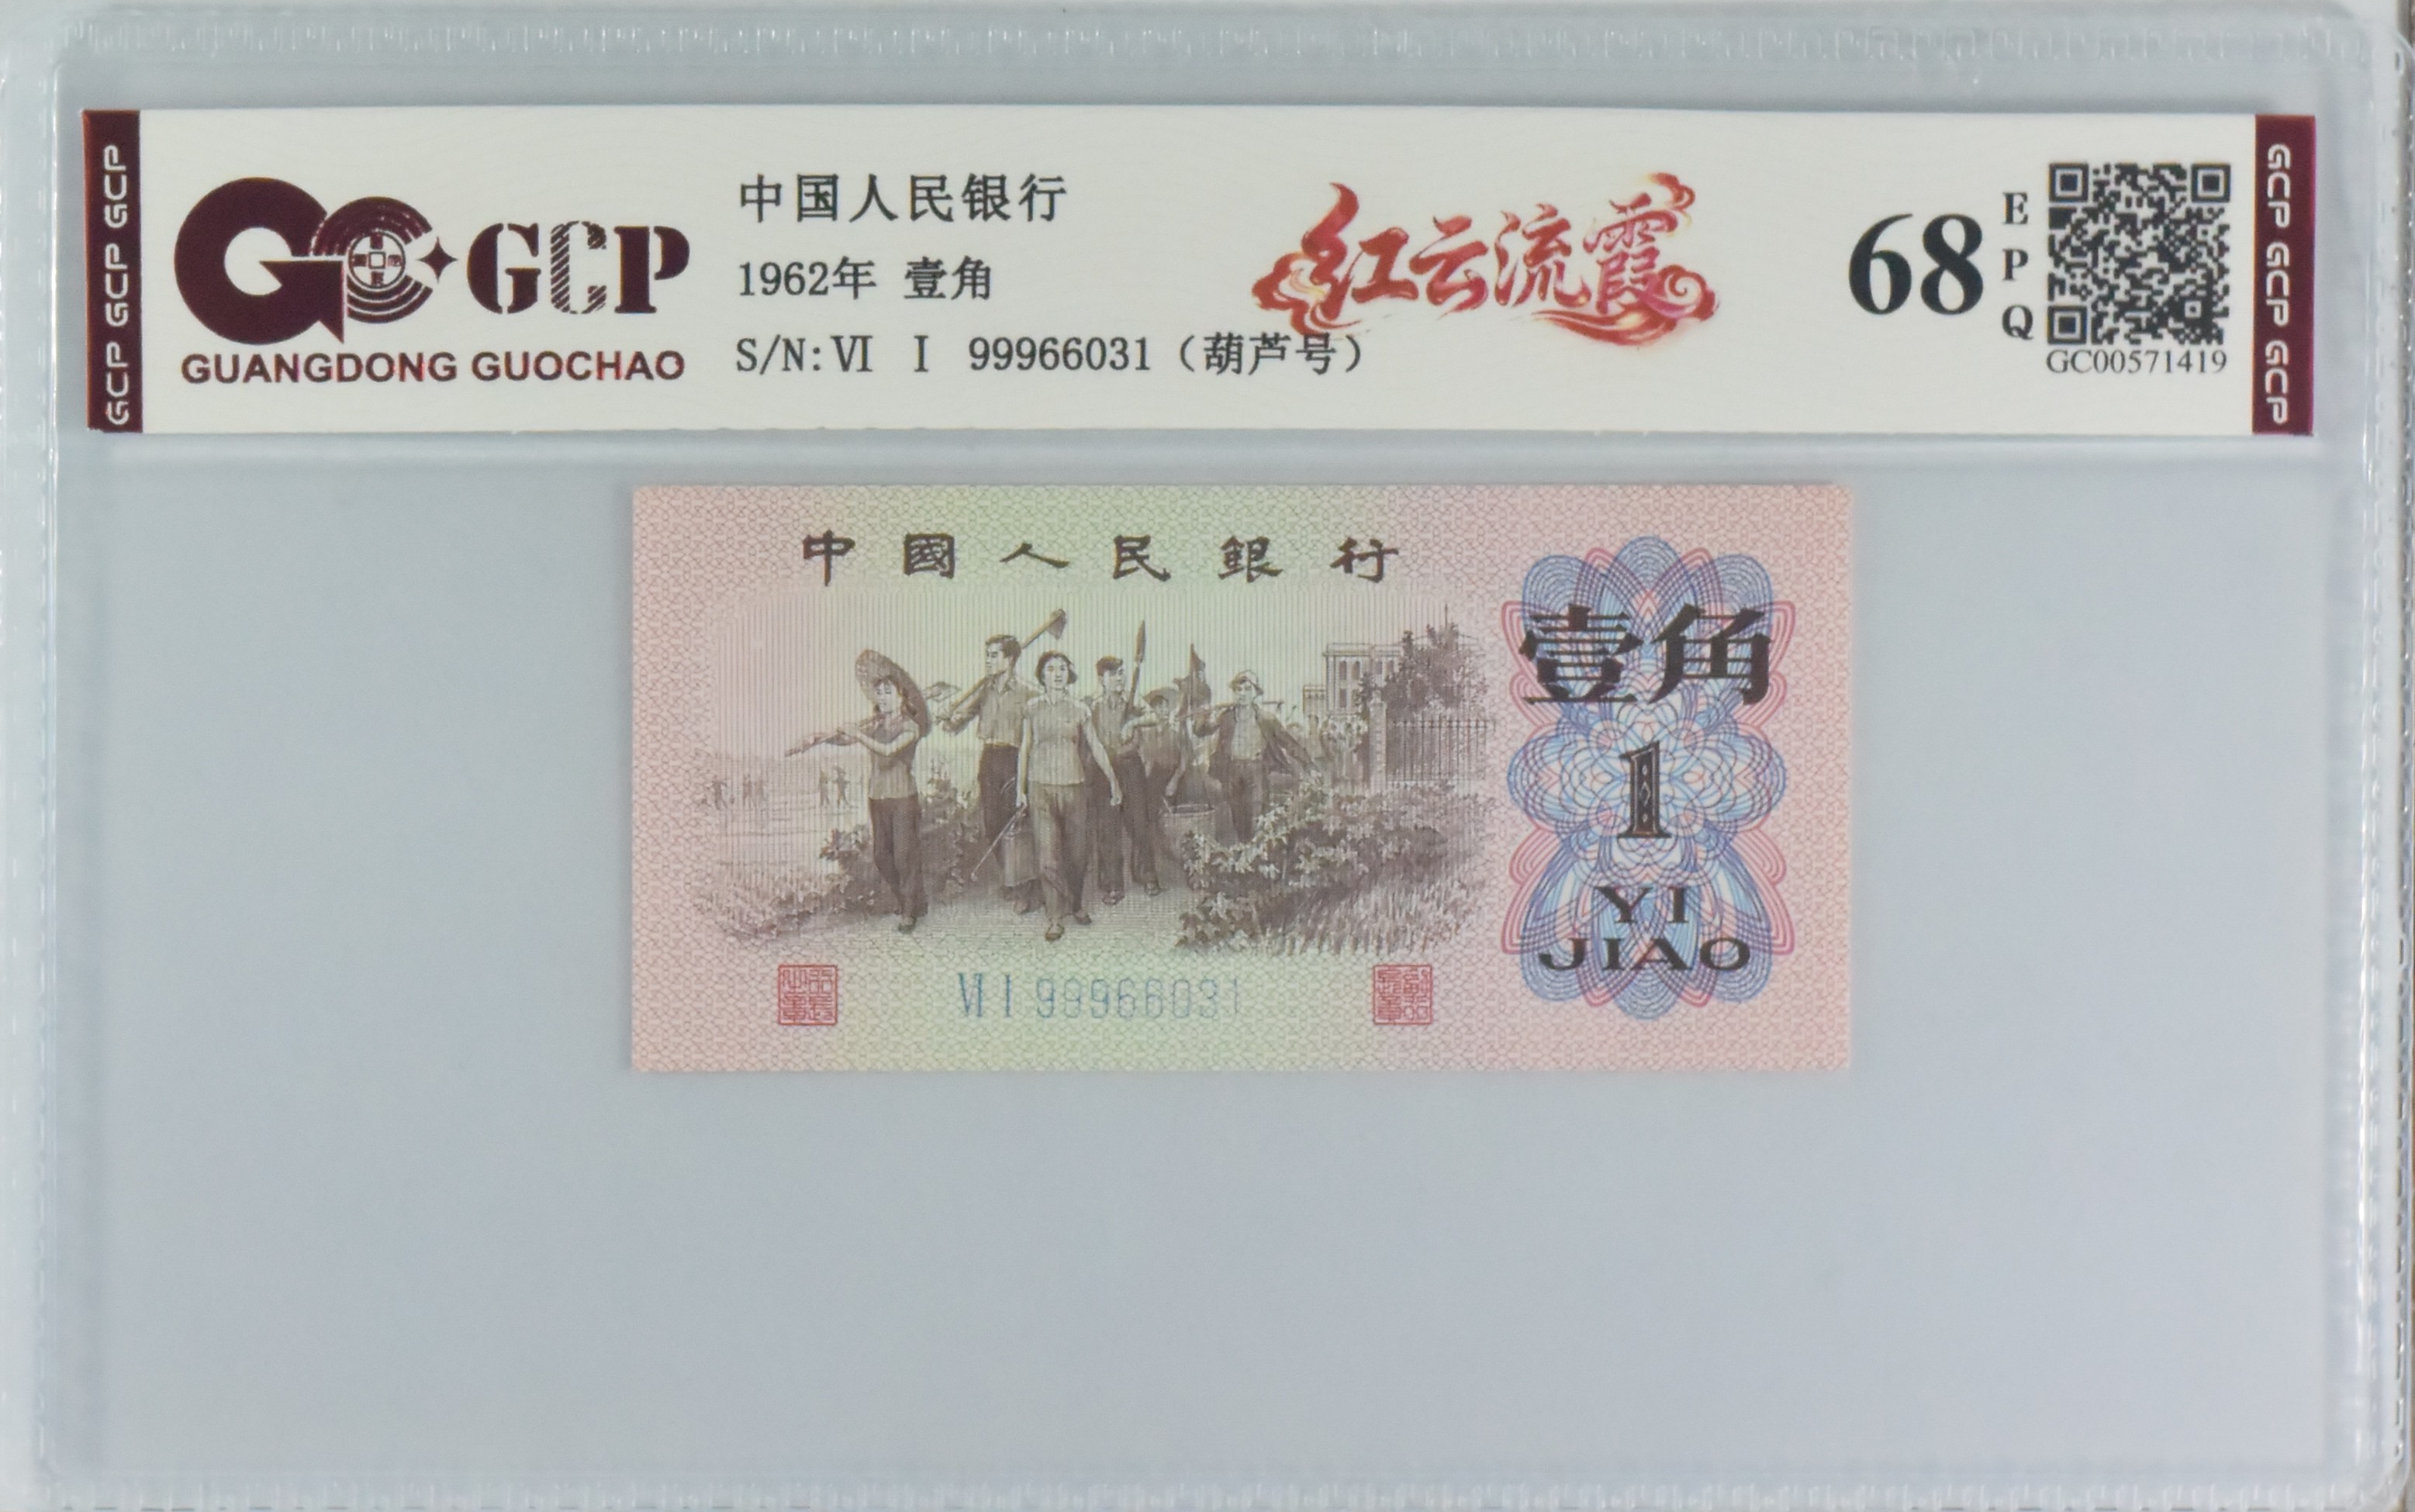 GCP GCP GCP
GCP
GUANGDONG GUOCHAO
中国人民银行
1962年 壹角
S/N:Ⅵ Ⅰ 99966031（葫芦号）
红云流霞
68
E
P
Q
GC00571419
GCP GCP GCP
中國人民銀行
壹角
1
YI
JIAO
Ⅵ Ⅰ 99966031